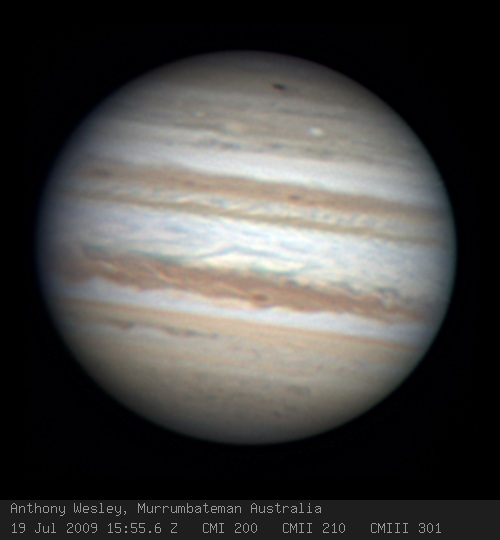 Anthony Wesley, Murrumbateman Australia
19 Jul 2009 15:55.6 Z CMI 200 CMII 210 CMIII 301